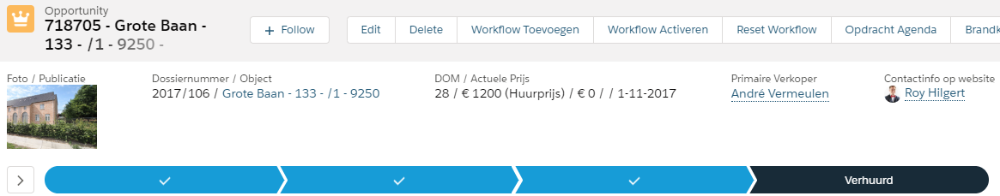 Opportunity
718705 - Grote Baan -
133 - /1 - 9250 -
+ Follow
Edit
Delete
Workflow Toevoegen
Workflow Activeren
Reset Workflow
Opdracht Agenda
Brandk
Foto / Publicatie
Dossiernummer / Object
2017/106 / Grote Baan - 133 - /1 - 9250
DOM / Actuele Prijs
28 / € 1200 (Huurprijs) / € 0 / / 1-11-2017
Primaire Verkoper
André Vermeulen
Contactinfo op website
Roy Hilgert
Verhuurd